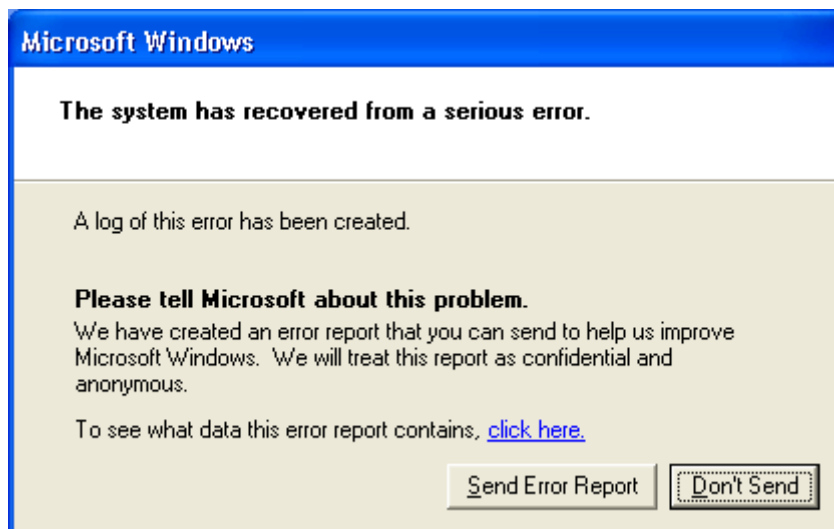 Microsoft Windows
The system has recovered from a serious error.
A log of this error has been created.
Please tell Microsoft about this problem.
We have created an error report that you can send to help us improve
Microsoft Windows.  We will treat this report as confidential and
anonymous.
To see what data this error report contains, click here.
Send Error Report Don't Send